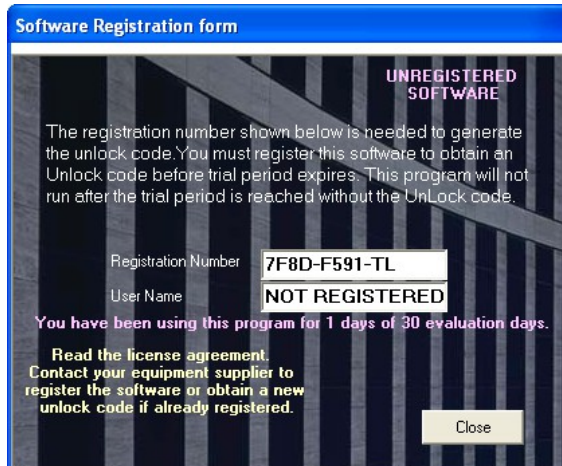 Software Registration form
UNREGISTERED
SOFTWARE
The registration number shown below is needed to generate
the unlock code.You must register this software to obtain an
Unlock code before trial period expires. This program will not
run after the trial period is reached without the UnLock code.
Registration Number 7F8D-F591-TL
User Name NOT REGISTERED
You have been using this program for 1 days of 30 evaluation days.
Read the license agreement.
Contact your equipment supplier to
register the software or obtain a new
unlock code if already registered.
Close